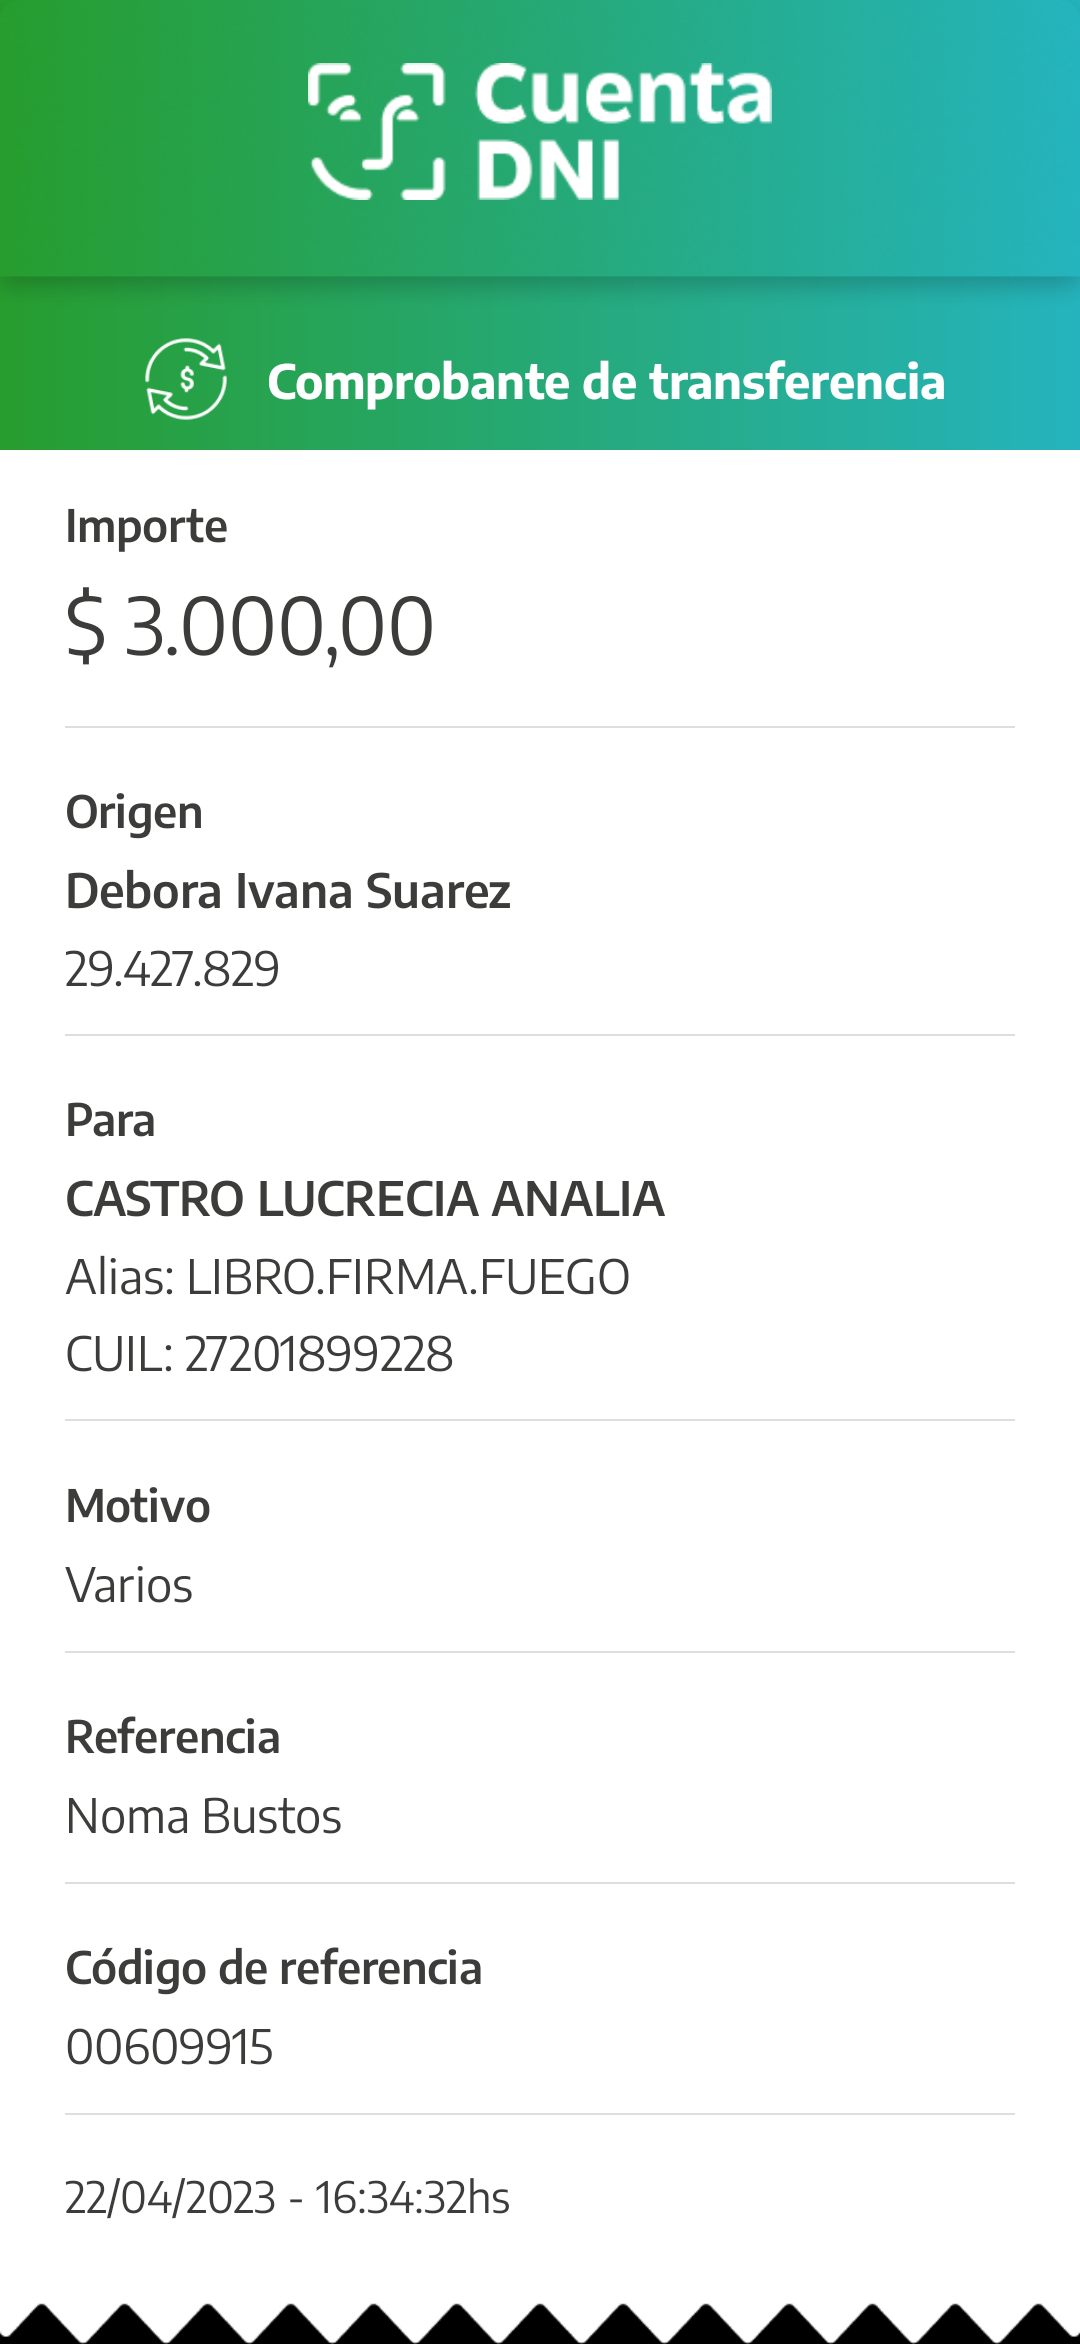 Cuenta
DNI
Comprobante de transferencia
Importe
$ 3.000,00
Origen
Debora Ivana Suarez
29.427.829
Para
CASTRO LUCRECIA ANALIA
Alias: LIBRO.FIRMA.FUEGO
CUIL: 27201899228
Motivo
Varios
Referencia
Noma Bustos
Código de referencia
00609915
22/04/2023 - 16:34:32hs